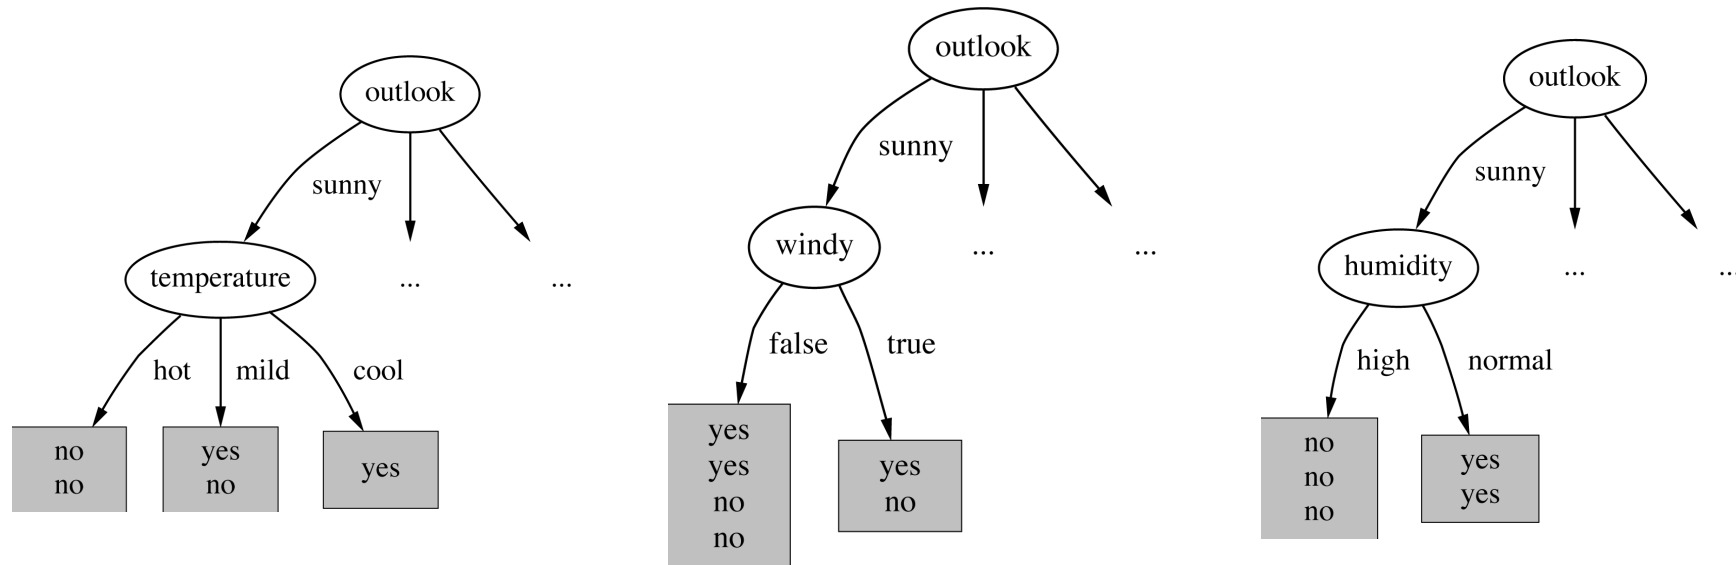 outlook
sunny
temperature
...
...
hot
mild
cool
no
no
yes
no
yes
outlook
sunny
windy
...
...
false
true
yes
yes
no
no
yes
no
outlook
sunny
humidity
...
...
high
normal
no
no
no
yes
yes